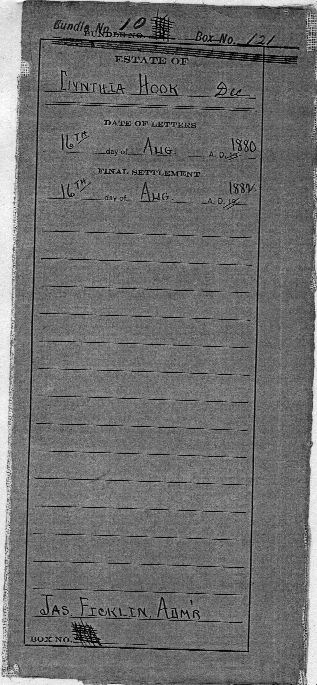 Bundle No. 10 Box No. 121
BUNDLE NO.
ESTATE OF
Cynthia Hook Dec
DATE OF LETTERS
16TH day of Aug. A. D. 1880
FINAL SETTLEMENT
16TH day of Aug. A. D. 1882
Jas Ficklin, Adm'r
BOX NO.